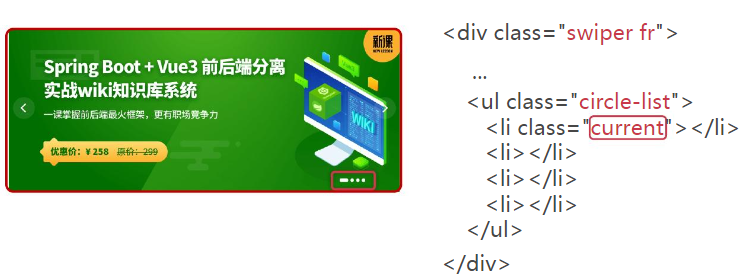 新课
Spring Boot + Vue3 前后端分离
实战wiki知识库系统
一课掌握前后端最火框架，更有职场竞争力
优惠价：¥ 258 原价：299
WIKI
<div class="swiper fr">
...
<ul class="circle-list">
<li class="current"></li>
<li></li>
<li></li>
<li></li>
</ul>
</div>